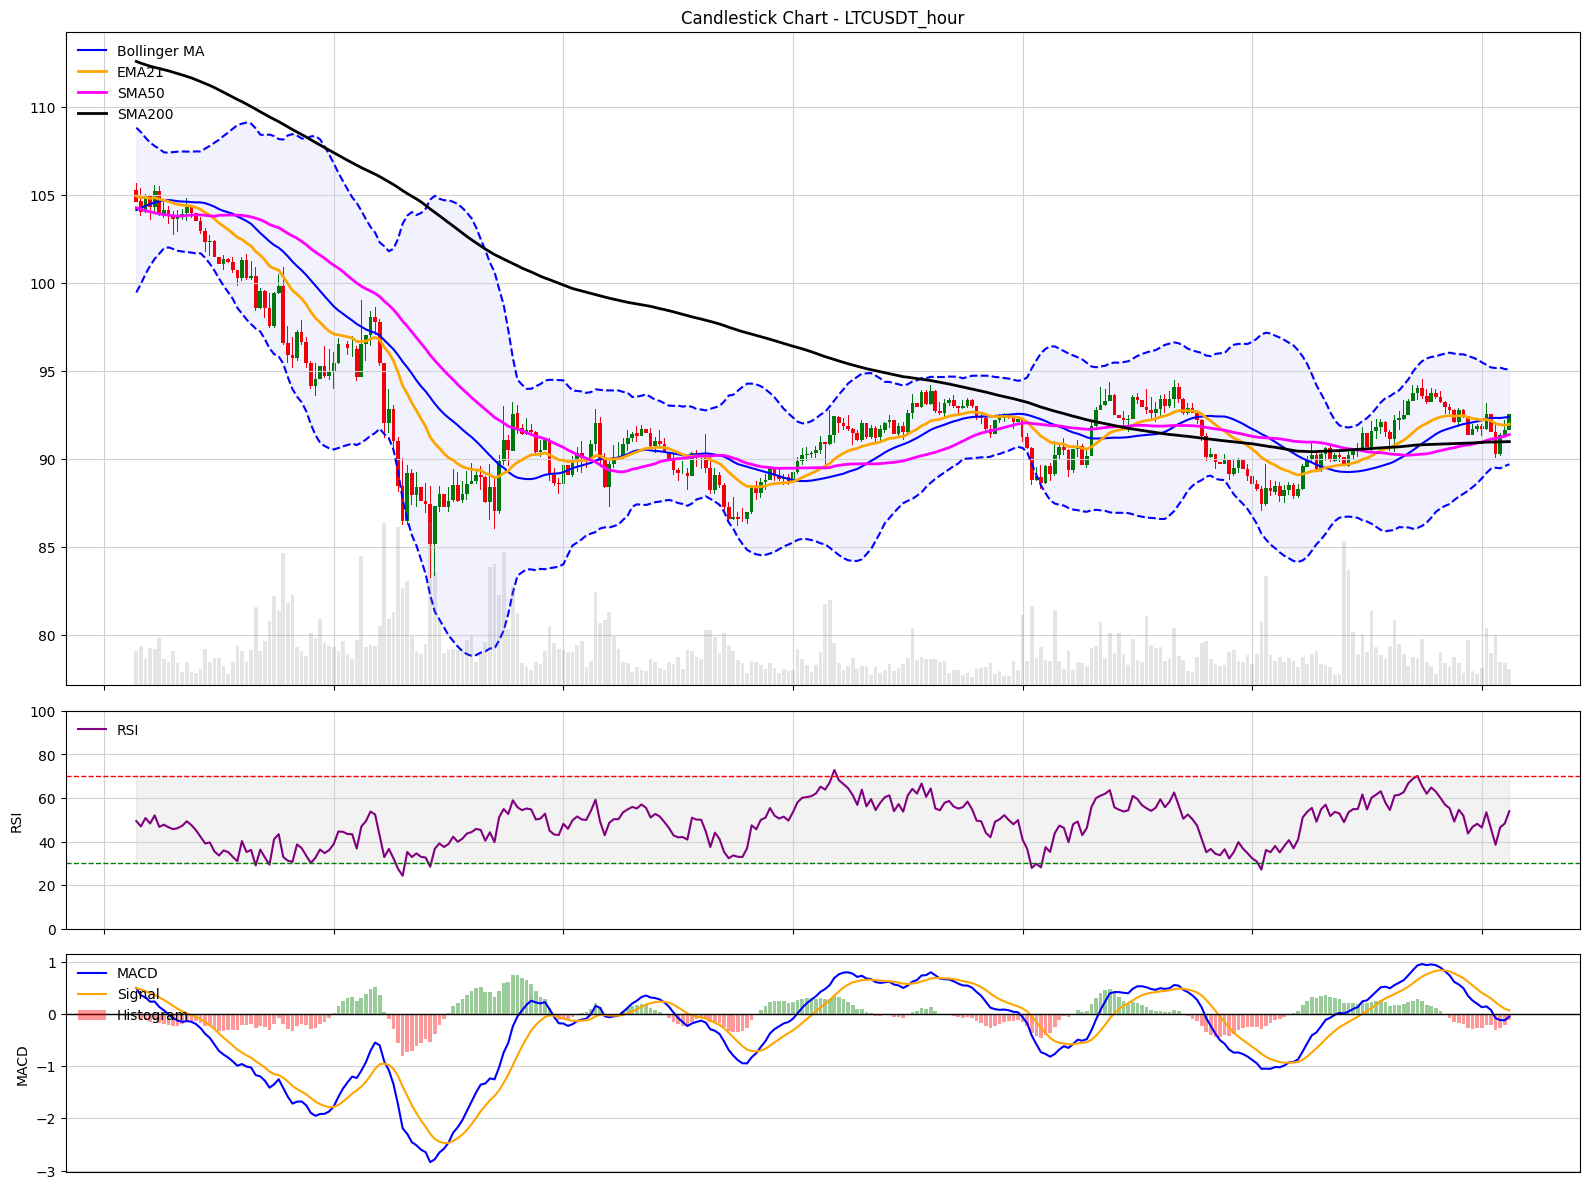 Candlestick Chart - LTCUSDT_hour
Bollinger MA
EMA21
SMA50
SMA200
110
105
100
95
90
85
80
RSI
100
80
60
40
20
0
RSI
MACD
Signal
Histogram
1
0
−1
−2
−3
MACD